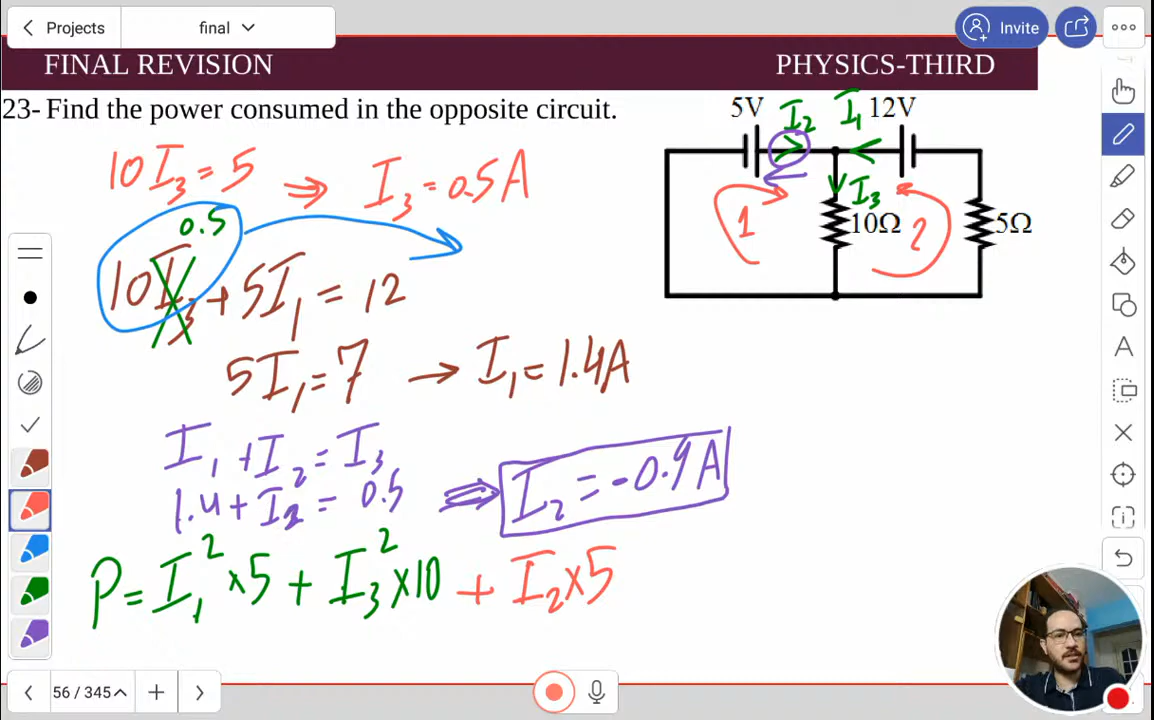 Projects
final
Invite
FINAL REVISION
PHYSICS-THIRD
23- Find the power consumed in the opposite circuit.
5V
I₂
I₁
12V
I₃
10Ω
5Ω
1
2
10I₃ = 5 ⇒ I₃ = 0.5A
0.5
10I₃ + 5I₁ = 12
5I₁ = 7 → I₁ = 1.4A
I₁ + I₂ = I₃
1.4 + I₂ = 0.5 ⇒ I₂ = -0.9A
P = I₁² × 5 + I₃² × 10 + I₂ × 5
56 / 345